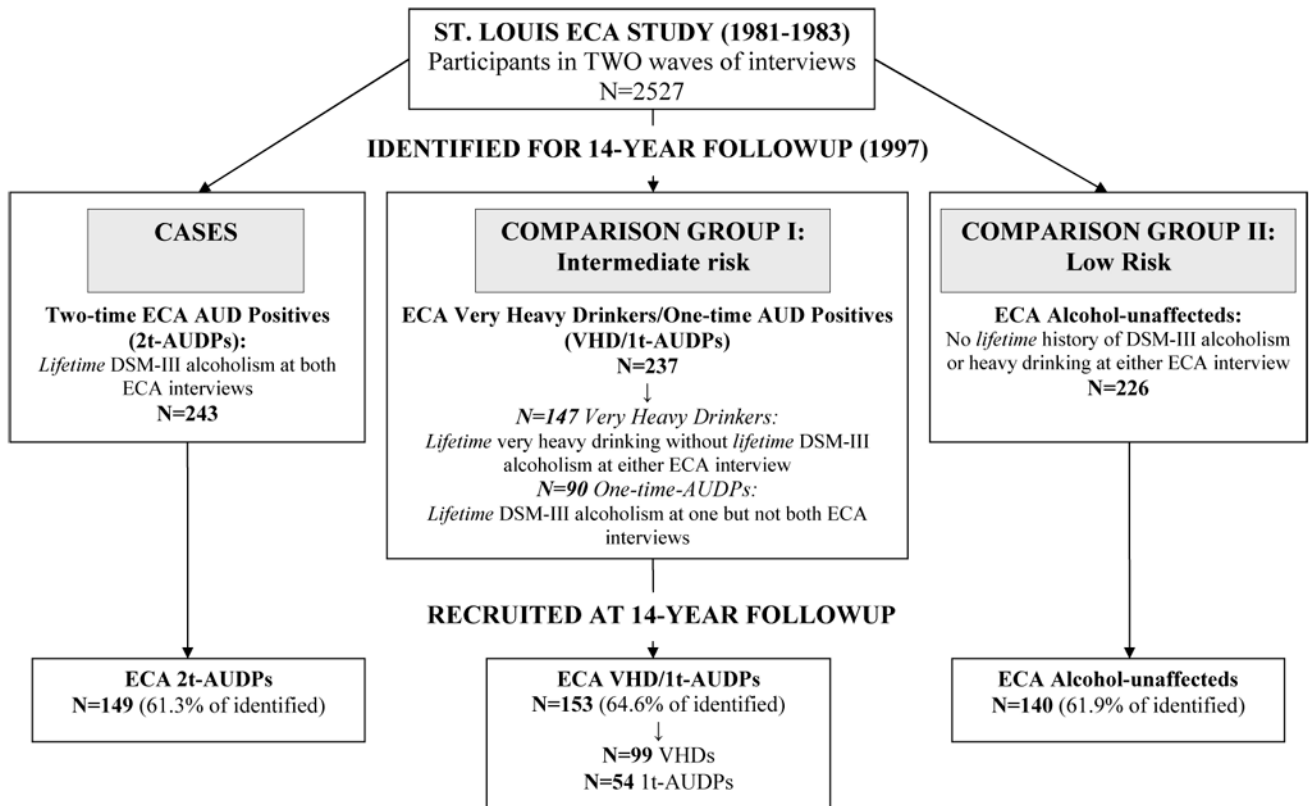 ST. LOUIS ECA STUDY (1981-1983)
Participants in TWO waves of interviews
N=2527
IDENTIFIED FOR 14-YEAR FOLLOWUP (1997)
CASES
Two-time ECA AUD Positives
(2t-AUDPs):
Lifetime DSM-III alcoholism at both
ECA interviews
N=243
COMPARISON GROUP I:
Intermediate risk
ECA Very Heavy Drinkers/One-time AUD Positives
(VHD/1t-AUDPs)
N=237
↓
N=147 Very Heavy Drinkers:
Lifetime very heavy drinking without lifetime DSM-III
alcoholism at either ECA interview
N=90 One-time-AUDPs:
Lifetime DSM-III alcoholism at one but not both ECA
interviews
COMPARISON GROUP II:
Low Risk
ECA Alcohol-unaffecteds:
No lifetime history of DSM-III alcoholism
or heavy drinking at either ECA interview
N=226
RECRUITED AT 14-YEAR FOLLOWUP
ECA 2t-AUDPs
N=149 (61.3% of identified)
ECA VHD/1t-AUDPs
N=153 (64.6% of identified)
↓
N=99 VHDs
N=54 1t-AUDPs
ECA Alcohol-unaffecteds
N=140 (61.9% of identified)